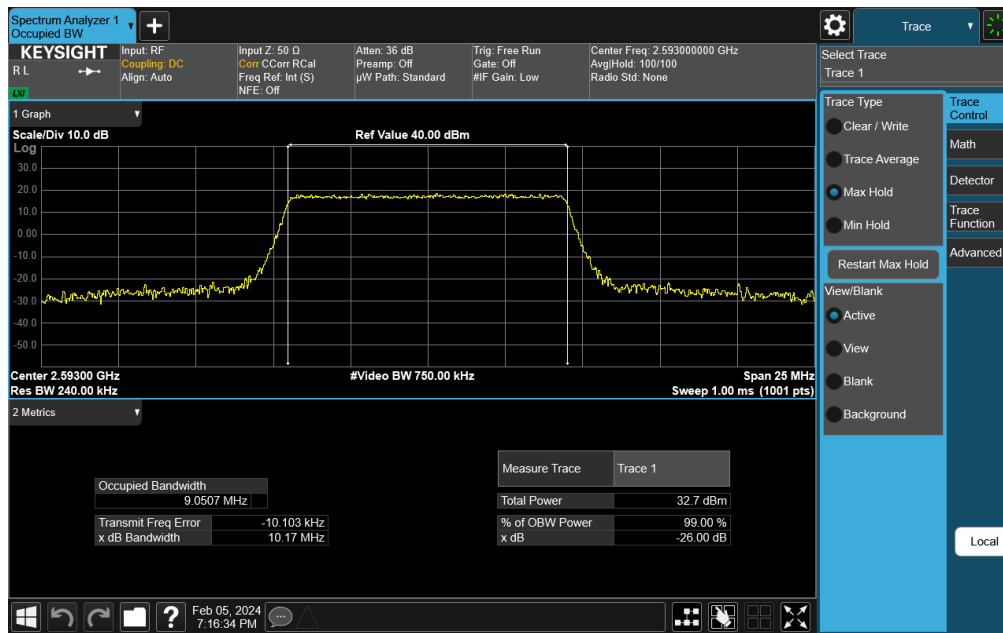 Spectrum Analyzer 1
Occupied BW
Trace
KEYSIGHT
R L
LXI
Input: RF
Coupling: DC
Align: Auto
Input Z: 50 Ω
Corr CCorr RCal
Freq Ref: Int (S)
NFE: Off
Atten: 36 dB
Preamp: Off
µW Path: Standard
Trig: Free Run
Gate: Off
#IF Gain: Low
Center Freq: 2.593000000 GHz
Avg|Hold: 100/100
Radio Std: None
Select Trace
Trace 1
1 Graph
Scale/Div 10.0 dB
Ref Value 40.00 dBm
Log
30.0
20.0
10.0
0.00
-10.0
-20.0
-30.0
-40.0
-50.0
Center 2.59300 GHz
#Video BW 750.00 kHz
Span 25 MHz
Res BW 240.00 kHz
Sweep 1.00 ms (1001 pts)
2 Metrics
Occupied Bandwidth
9.0507 MHz
Transmit Freq Error -10.103 kHz
x dB Bandwidth 10.17 MHz
Measure Trace Trace 1
Total Power 32.7 dBm
% of OBW Power 99.00 %
x dB -26.00 dB
Trace Type
Clear / Write
Trace Average
Max Hold
Min Hold
Restart Max Hold
View/Blank
Active
View
Blank
Background
Trace
Control
Math
Detector
Trace
Function
Advanced
Local
Feb 05, 2024
7:16:34 PM